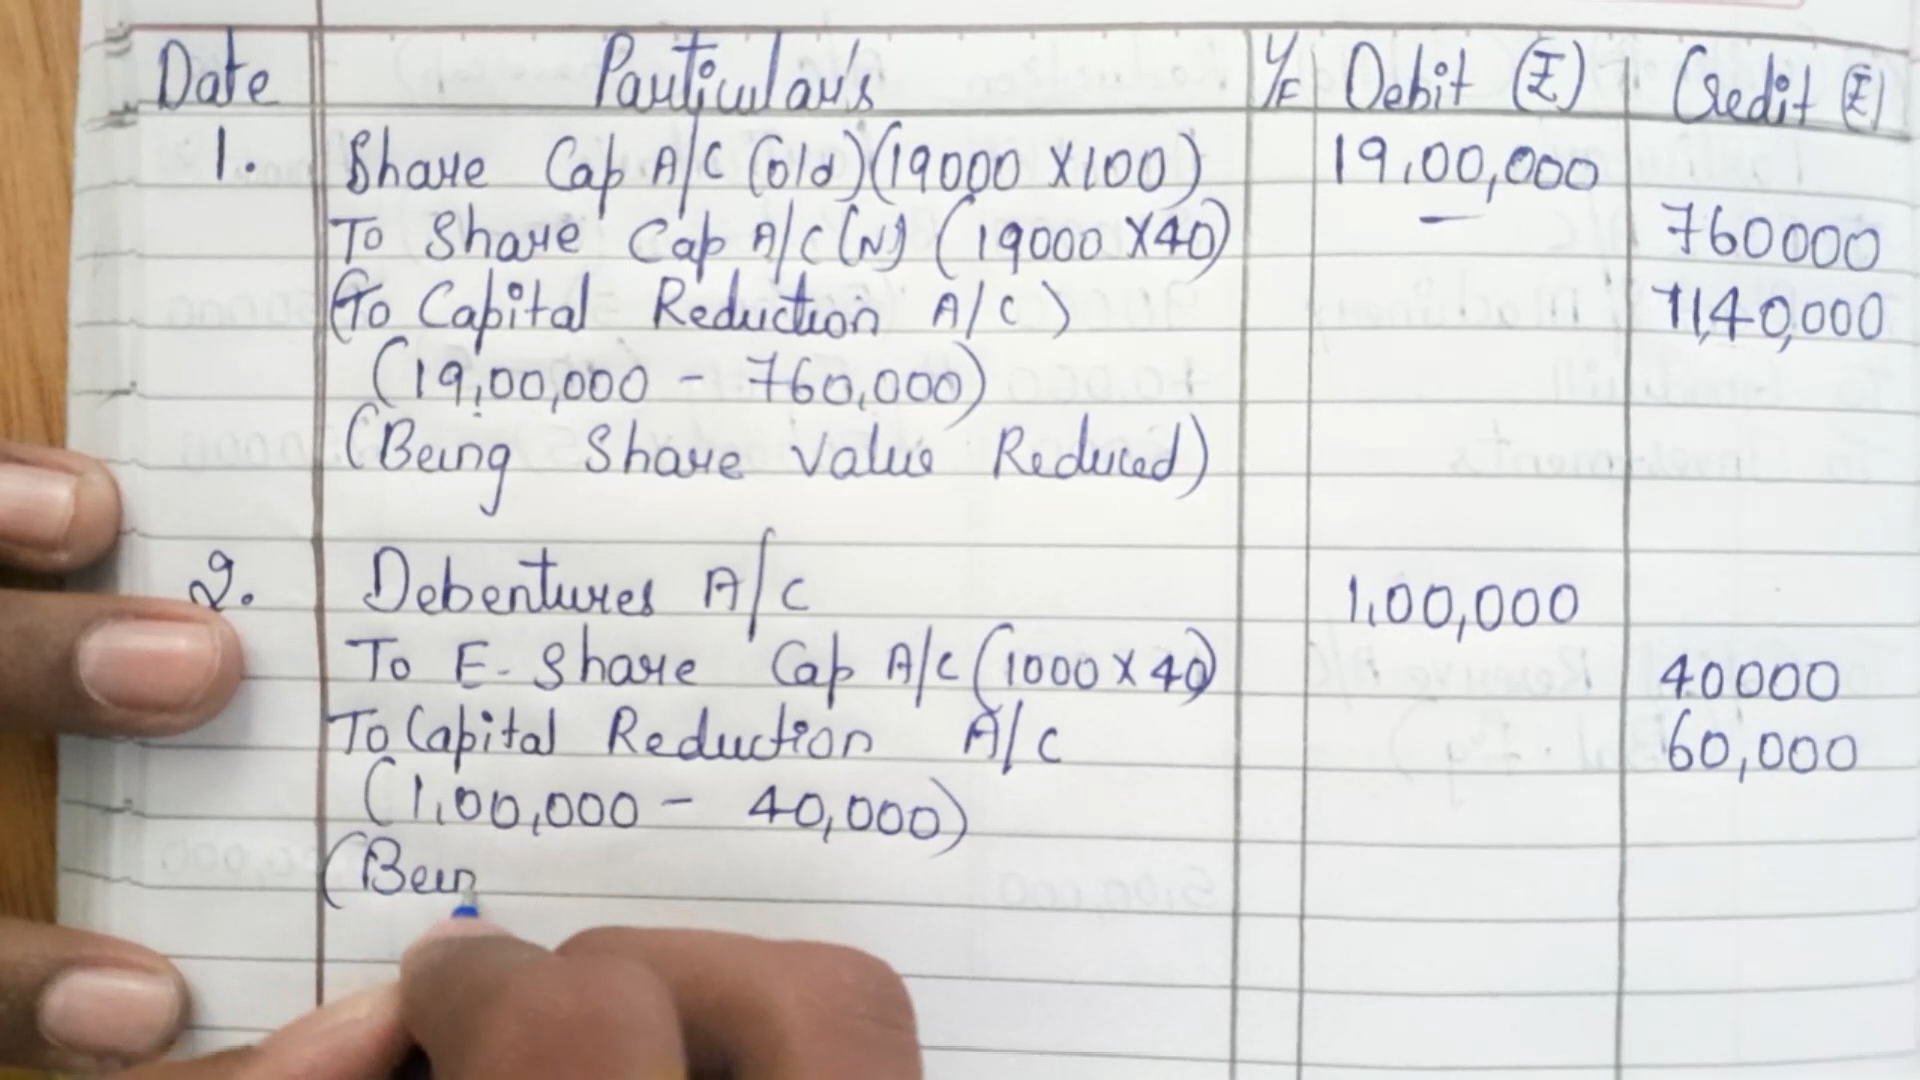 Date Particulars J/F Debit (₹) Credit (₹)
1. Share Cap A/C (old)(19000 X100) 19,00,000
To Share Cap A/C (N) (19000 X40) 760000
(To Capital Reduction A/C) 11,40,000
(19,00,000 - 760,000)
(Being Share Value Reduced)
2. Debentures A/C 1,00,000
To E-Share Cap A/C (1000 X 40) 40000
To Capital Reduction A/C 60,000
(1,00,000 - 40,000)
(Bein